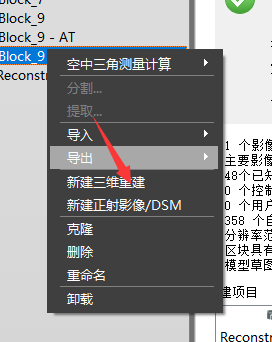 Block_7
Block_9
Block_9 - AT
Block_9
Reconstr
空中三角测量计算
分割...
提取...
导入
导出
新建三维重建
新建正射影像/DSM
克隆
删除
重命名
卸载
1 个影像
主要影像
48个已知
0 个控制
0 个用户
358 个自
分辨率范
区块具有
模型草图
建项目
Reconstru